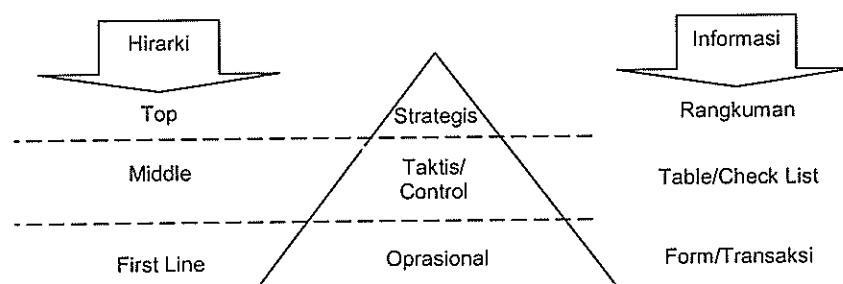 Hirarki
Informasi
Top
Strategis
Rangkuman
Middle
Taktis/
Control
Table/Check List
First Line
Oprasional
Form/Transaksi